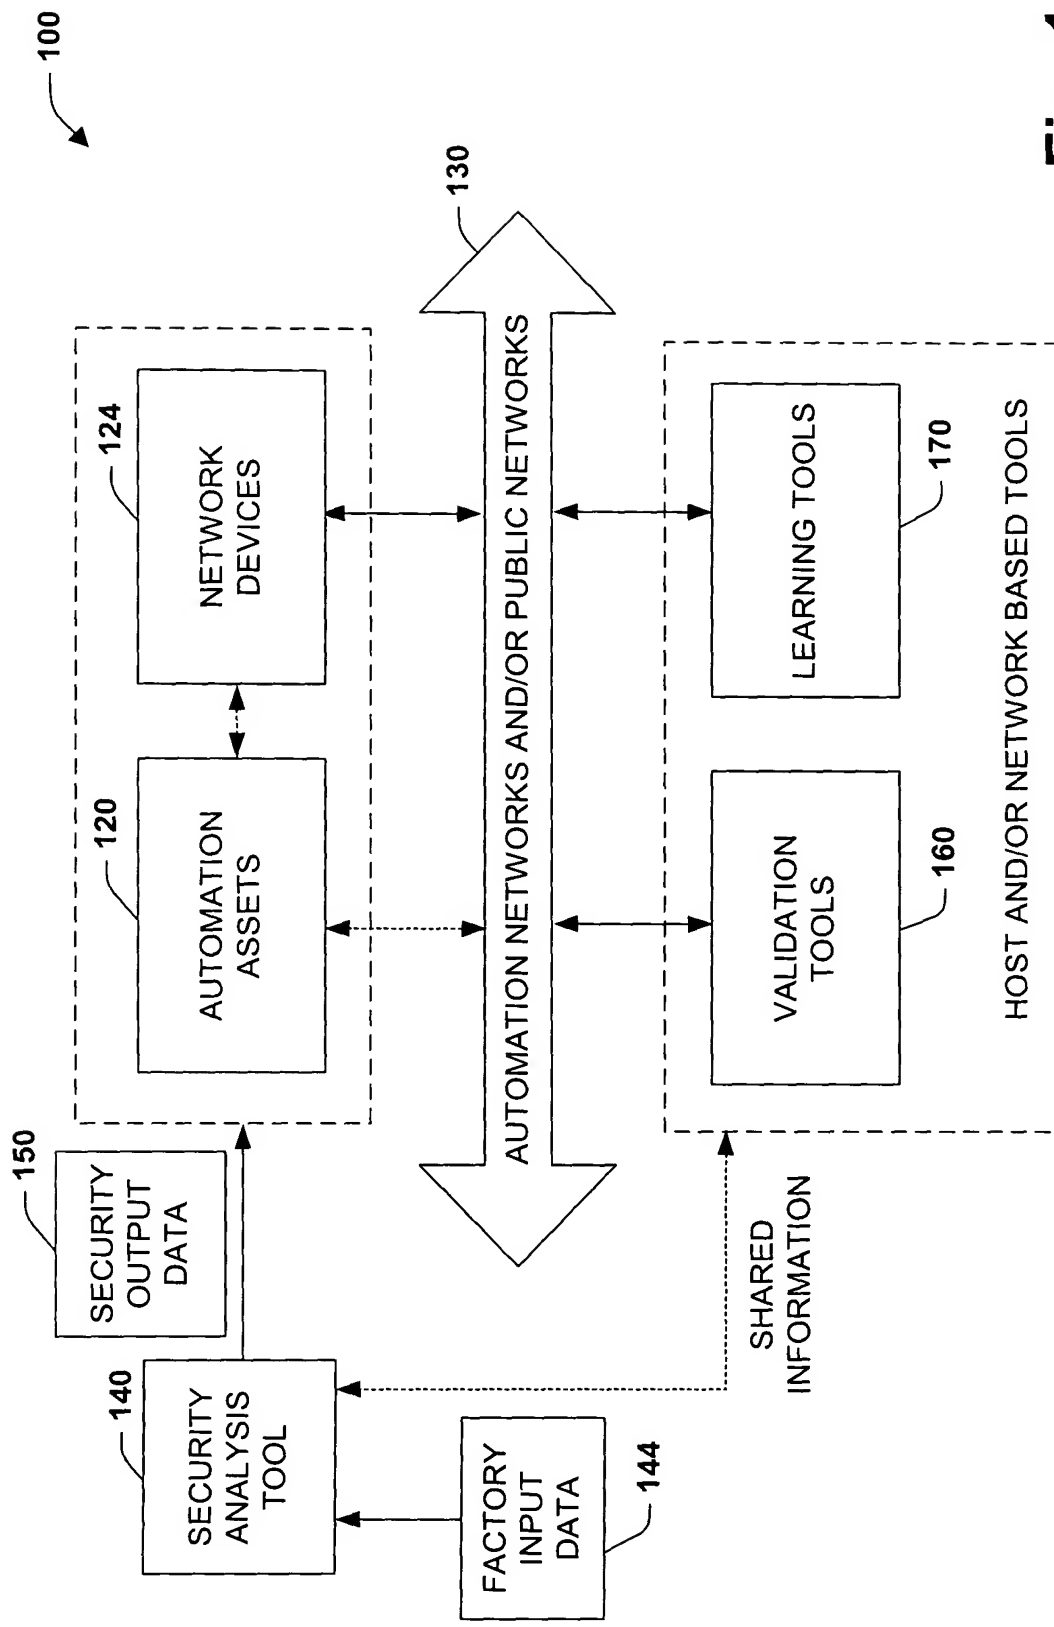 100
150
SECURITY
OUTPUT
DATA
140
SECURITY
ANALYSIS
TOOL
FACTORY
INPUT
DATA
144
120
AUTOMATION
ASSETS
124
NETWORK
DEVICES
130
AUTOMATION NETWORKS AND/OR PUBLIC NETWORKS
SHARED
INFORMATION
VALIDATION
TOOLS
160
LEARNING TOOLS
170
HOST AND/OR NETWORK BASED TOOLS